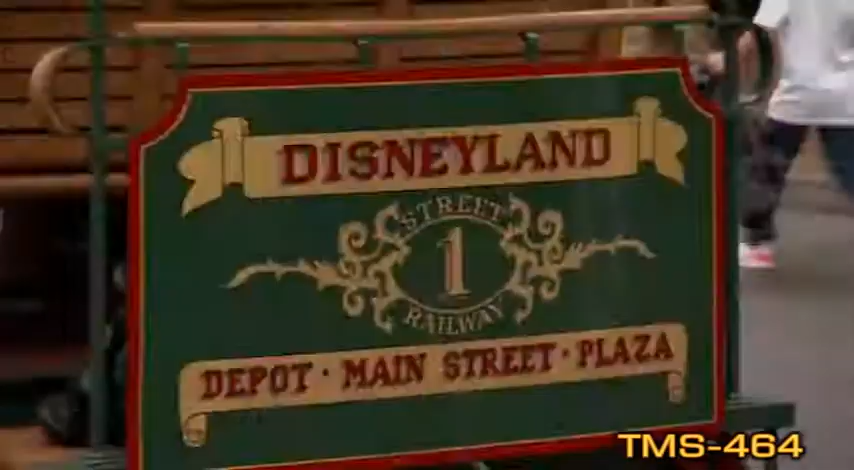 DISNEYLAND
STREET
1
RAILWAY
DEPOT · MAIN STREET · PLAZA
TMS-464